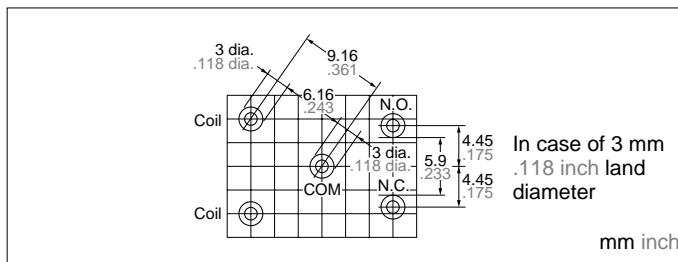 3 dia.
.118 dia.
9.16
.361
6.16
.243
N.O.
Coil
4.45
.175
In case of 3 mm
.118 inch land
diameter
3 dia.
.118 dia.
5.9
.233
4.45
.175
COM
N.C.
Coil
mm inch